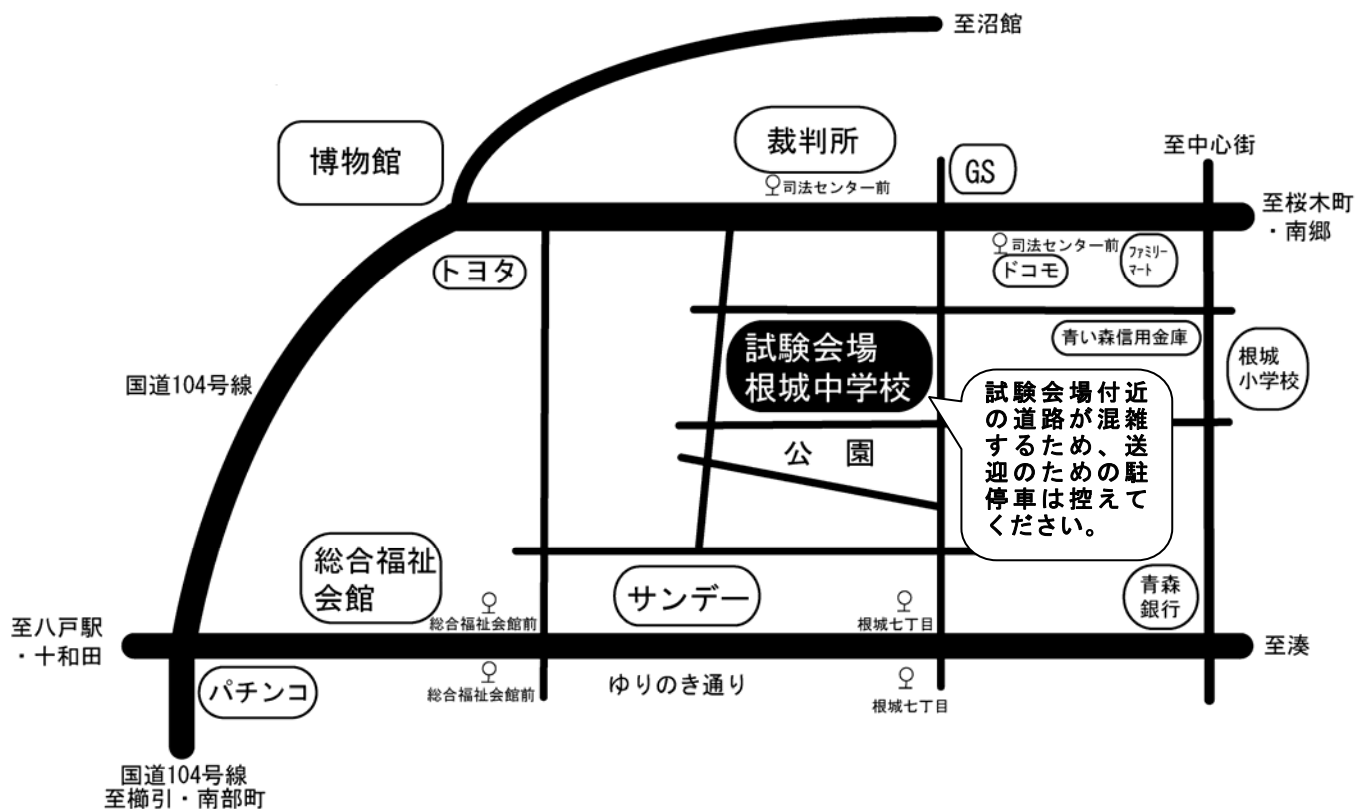 至沼館
裁判所
至中心街
博物館
GS
司法センター前
至桜木町
・南郷
司法センター前
ファミリー
マート
トヨタ
ドコモ
試験会場
根城中学校
青い森信用金庫
根城
小学校
国道104号線
試験会場付近
の道路が混雑
するため、送
迎のための駐
停車は控えて
ください。
公園
総合福祉
会館
サンデー
青森
銀行
総合福祉会館前
根城七丁目
至八戸駅
・十和田
至湊
パチンコ
総合福祉会館前
ゆりのき通り
根城七丁目
国道104号線
至櫛引・南部町